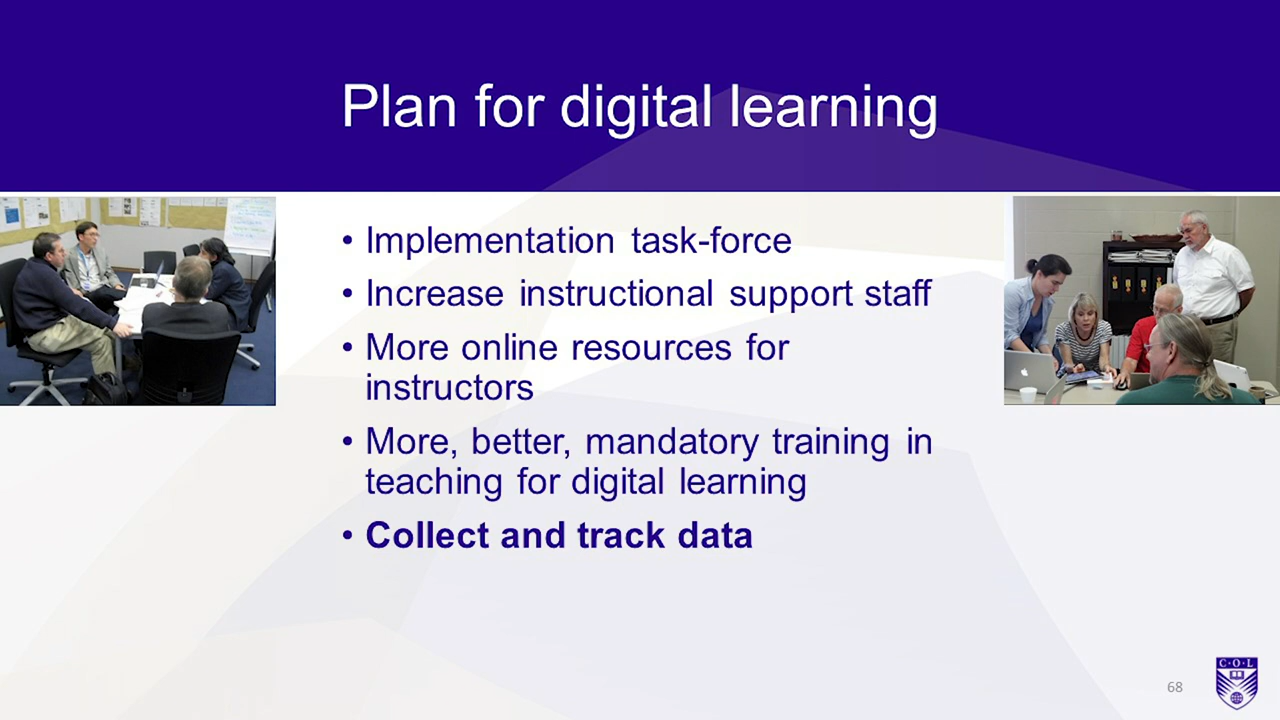 Plan for digital learning
• Implementation task-force
• Increase instructional support staff
• More online resources for
instructors
• More, better, mandatory training in
teaching for digital learning
• Collect and track data
68
C·O·L